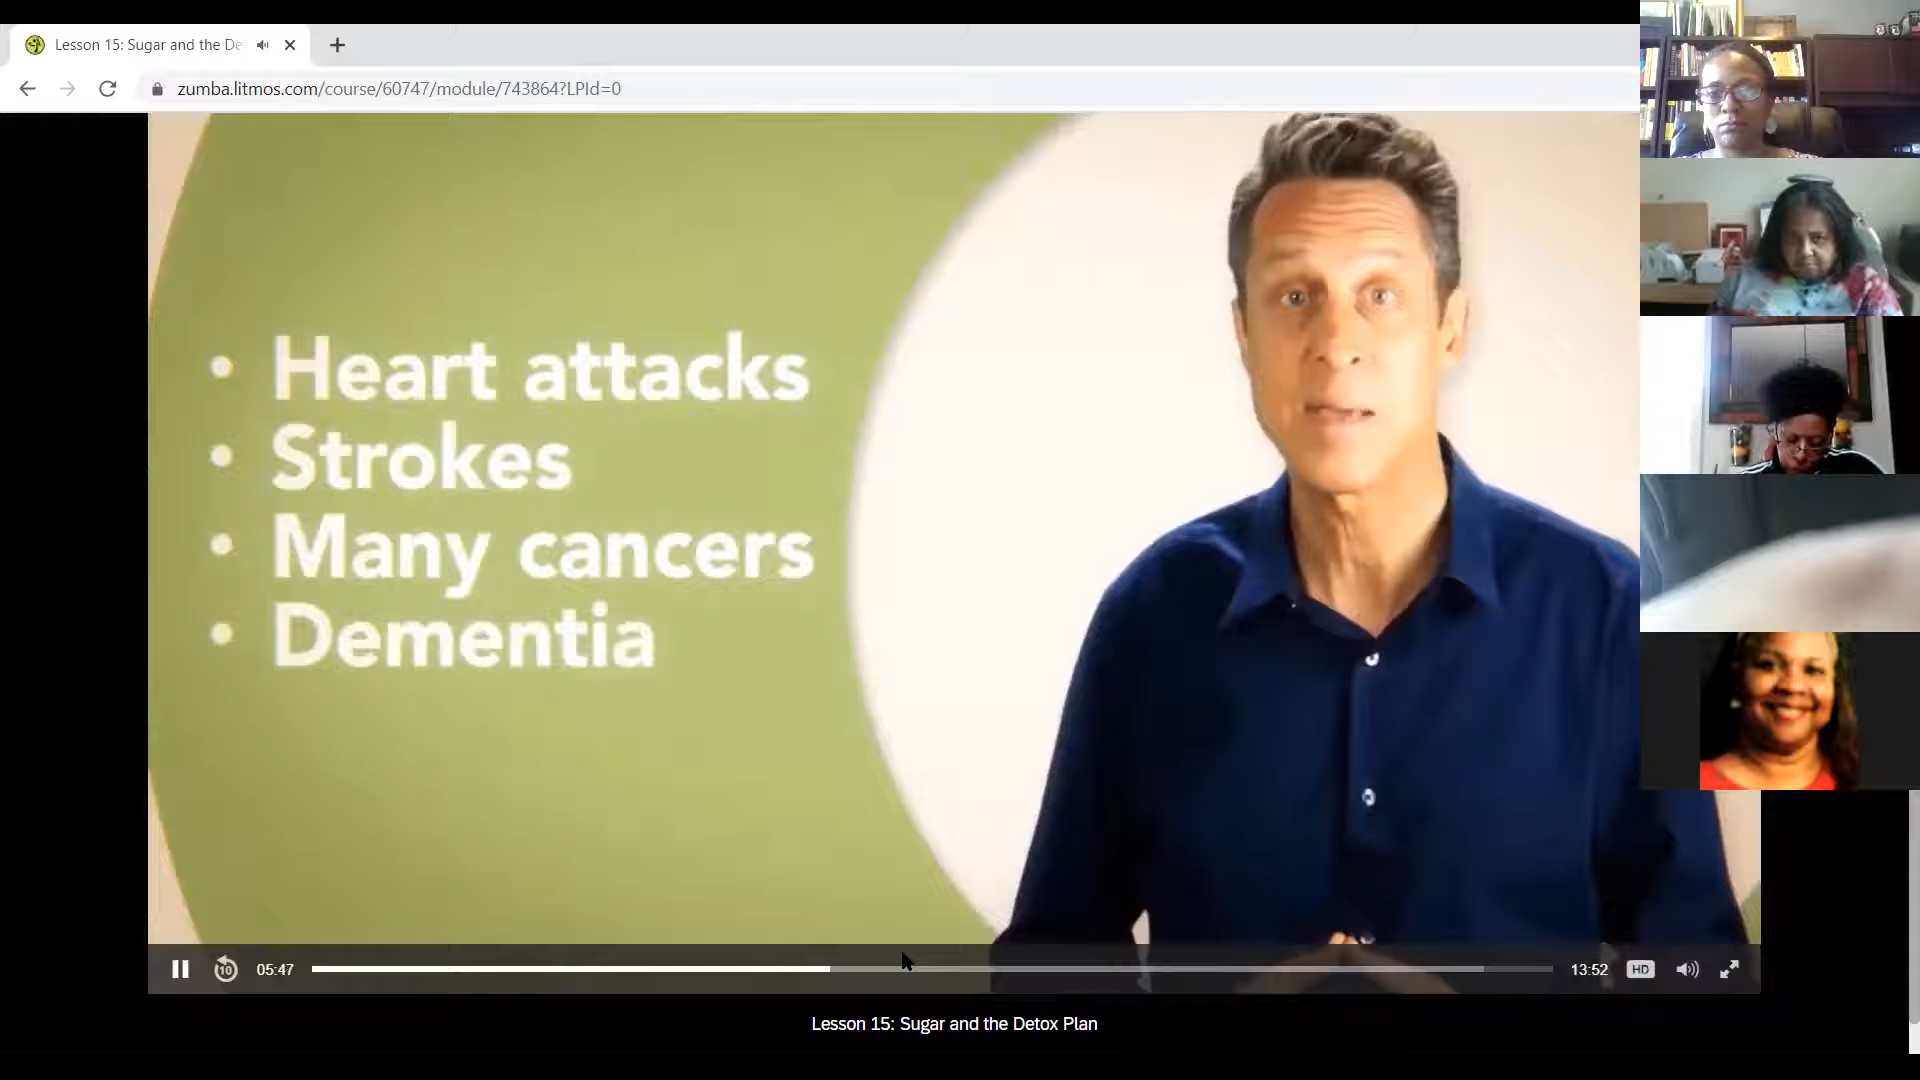 Lesson 15: Sugar and the De
zumba.litmos.com/course/60747/module/743864?LPId=0
• Heart attacks
• Strokes
• Many cancers
• Dementia
10
05:47
13:52
HD
Lesson 15: Sugar and the Detox Plan